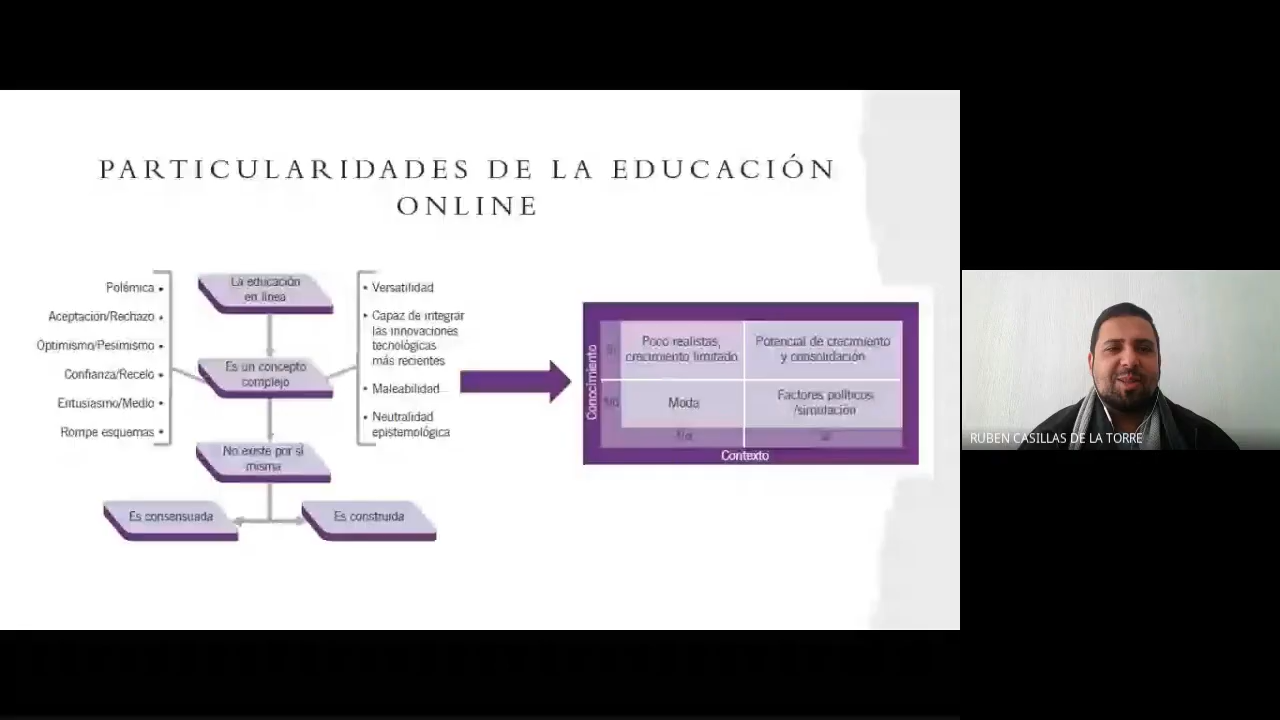 PARTICULARIDADES DE LA EDUCACIÓN
ONLINE
Polémica •
Aceptación/Rechazo •
Optimismo/Pesimismo •
Confianza/Recelo •
Entusiasmo/Miedo •
Rompe esquemas •
La educación
en línea
Es un concepto
complejo
No existe por sí
misma
Es consensuada
Es construida
• Versatilidad
• Capaz de integrar
las innovaciones
tecnológicas
más recientes
• Maleabilidad
• Neutralidad
epistemológica
Conocimiento
Poco realistas,
crecimiento limitado
Potencial de crecimiento
y consolidación
No
Moda
Factores políticos
/simulación
Contexto
RUBEN CASILLAS DE LA TORRE